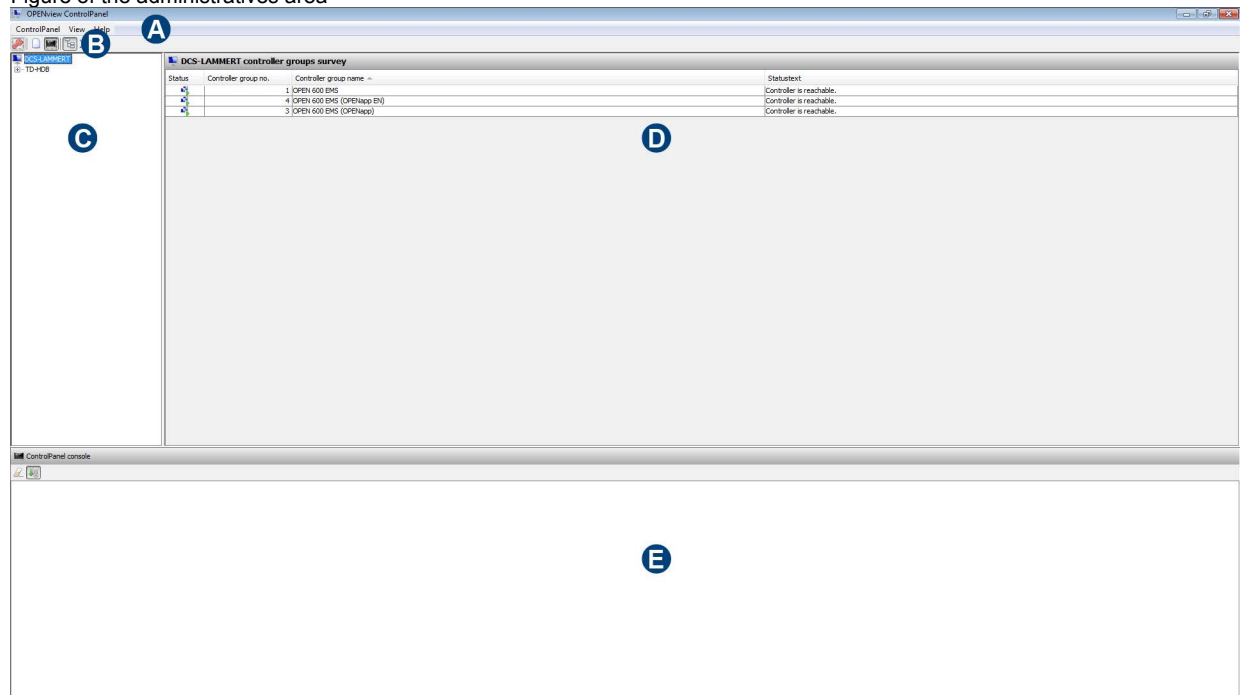 Figure of the administratives area
OPENview ControlPanel
ControlPanel View Help
A
B
DCS-LAMMERT
TD-HDB
C
DCS-LAMMERT controller groups survey
Status Controller group no. Controller group name Statustext
1 OPEN 600 EMS Controller is reachable.
4 OPEN 600 EMS (OPENapp EN) Controller is reachable.
3 OPEN 600 EMS (OPENapp) Controller is reachable.
D
ControlPanel console
E